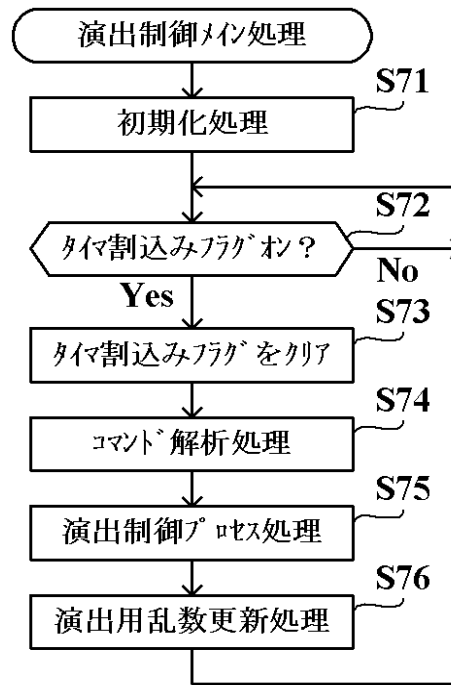 演出制御ﾒｲﾝ処理
S71
初期化処理
S72
ﾀｲﾏ割込みﾌﾗｸﾞｵﾝ？
No
Yes
S73
ﾀｲﾏ割込みﾌﾗｸﾞをｸﾘｱ
S74
ｺﾏﾝﾄﾞ解析処理
S75
演出制御ﾌﾟﾛｾｽ処理
S76
演出用乱数更新処理